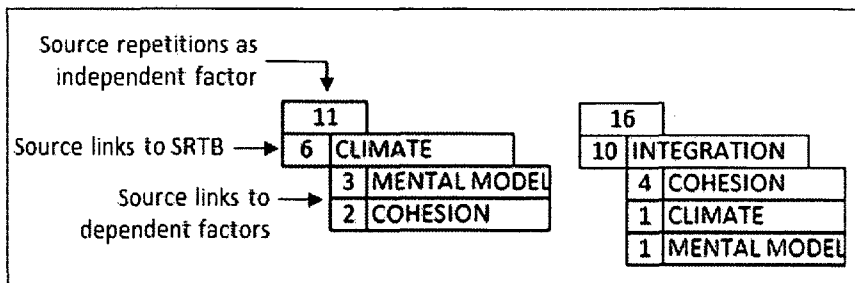 Source repetitions as
independent factor
11
Source links to SRTB
6 CLIMATE
3 MENTAL MODEL
Source links to
dependent factors
2 COHESION
16
10 INTEGRATION
4 COHESION
1 CLIMATE
1 MENTAL MODEL